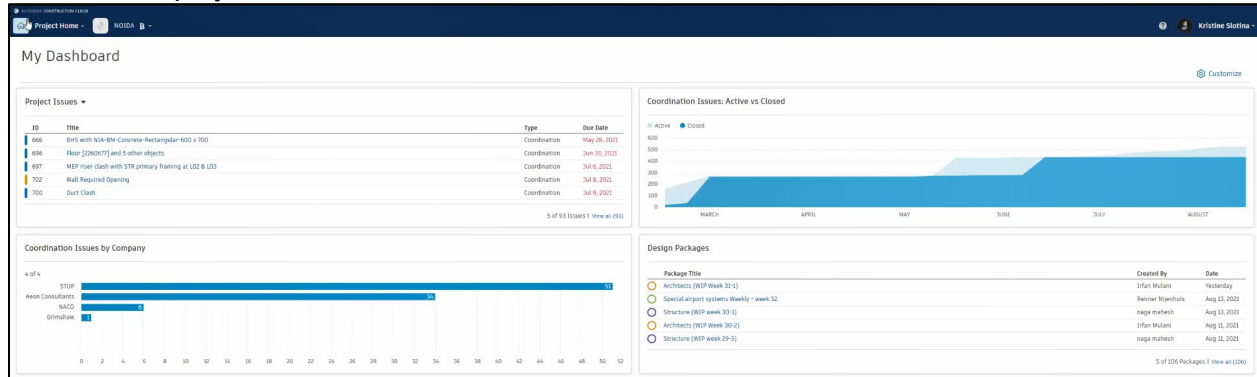 AUTODESK CONSTRUCTION CLOUD
Project Home NOIDA B
Kristine Slotina
My Dashboard
Customize
Project Issues
ID Title Type Due Date
666 BHS with NIA-BM-Concrete-Rectangular-600 x 700 Coordination May 28, 2021
696 Floor [2260677] and 5 other objects Coordination Jun 30, 2021
697 MEP riser clash with STR primary framing at L02 & L03 Coordination Jul 6, 2021
702 Wall Required Opening Coordination Jul 8, 2021
700 Duct Clash Coordination Jul 8, 2021
5 of 93 Issues | View all (93)
Coordination Issues: Active vs Closed
Active Closed
600
500
400
300
200
100
0
MARCH APRIL MAY JUNE JULY AUGUST
Coordination Issues by Company
4 of 4
STUP 51
Aeon Consultants 34
NACO 6
Grimshaw 1
0 2 4 6 8 10 12 14 16 18 20 22 24 26 28 30 32 34 36 38 40 42 44 46 48 50 52
Design Packages
Package Title Created By Date
Architects (WIP Week 31-1) Irfan Mulani Yesterday
Special airport systems Weekly - week 32 Reinier Nijenhuis Aug 13, 2021
Structure (WIP week 30-1) naga mahesh Aug 13, 2021
Architects (WIP Week 30-2) Irfan Mulani Aug 11, 2021
Structure (WIP week 29-3) naga mahesh Aug 11, 2021
5 of 106 Packages | View all (106)